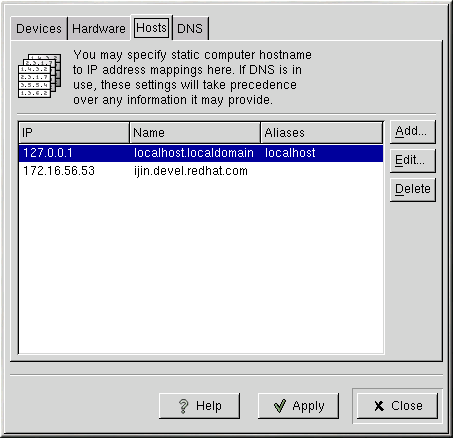 Devices Hardware Hosts DNS
You may specify static computer hostname
to IP address mappings here. If DNS is in
use, these settings will take precedence
over any information it may provide.
IP Name Aliases
127.0.0.1 localhost.localdomain localhost
172.16.56.53 ijin.devel.redhat.com
Add...
Edit...
Delete
? Help Apply Close